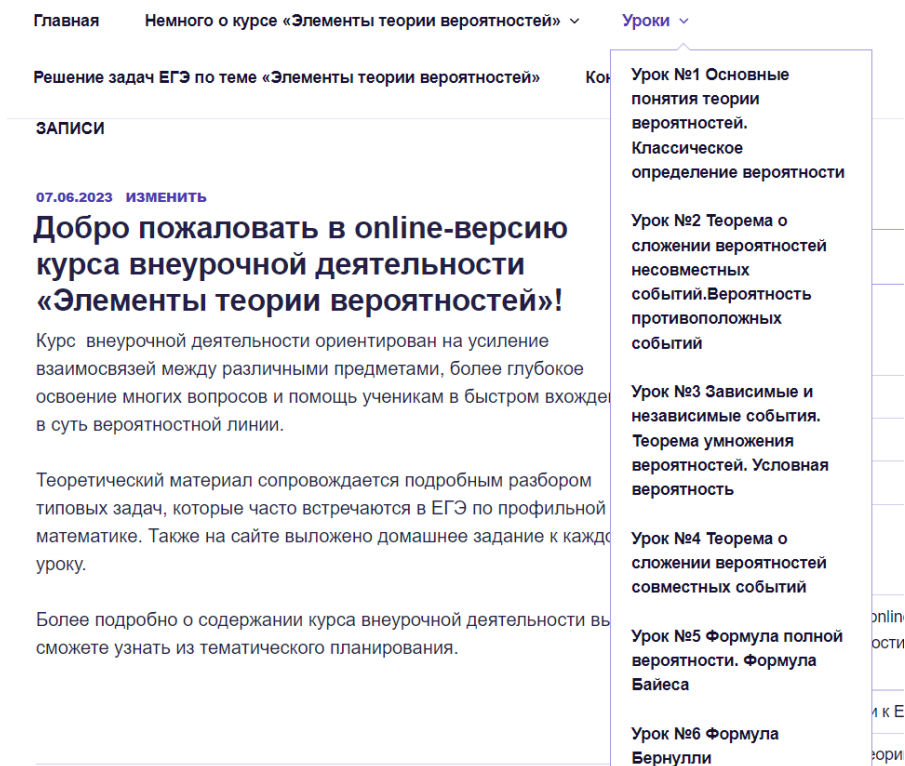 Главная Немного о курсе «Элементы теории вероятностей» Уроки
Решение задач ЕГЭ по теме «Элементы теории вероятностей»
ЗАПИСИ
07.06.2023 ИЗМЕНИТЬ
Добро пожаловать в online-версию
курса внеурочной деятельности
«Элементы теории вероятностей»!
Курс внеурочной деятельности ориентирован на усиление
взаимосвязей между различными предметами, более глубокое
освоение многих вопросов и помощь ученикам в быстром
в суть вероятностной линии.
Теоретический материал сопровождается подробным разбором
типовых задач, которые часто встречаются в ЕГЭ по профильной
математике. Также на сайте выложено домашнее задание к
уроку.
Более подробно о содержании курса внеурочной деятельности вы
сможете узнать из тематического планирования.
Урок №1 Основные
понятия теории
вероятностей.
Классическое
определение вероятности
Урок №2 Теорема о
сложении вероятностей
несовместных
событий.Вероятность
противоположных
событий
Урок №3 Зависимые и
независимые события.
Теорема умножения
вероятностей. Условная
вероятность
Урок №4 Теорема о
сложении вероятностей
совместных событий
Урок №5 Формула полной
вероятности. Формула
Байеса
Урок №6 Формула
Бернулли